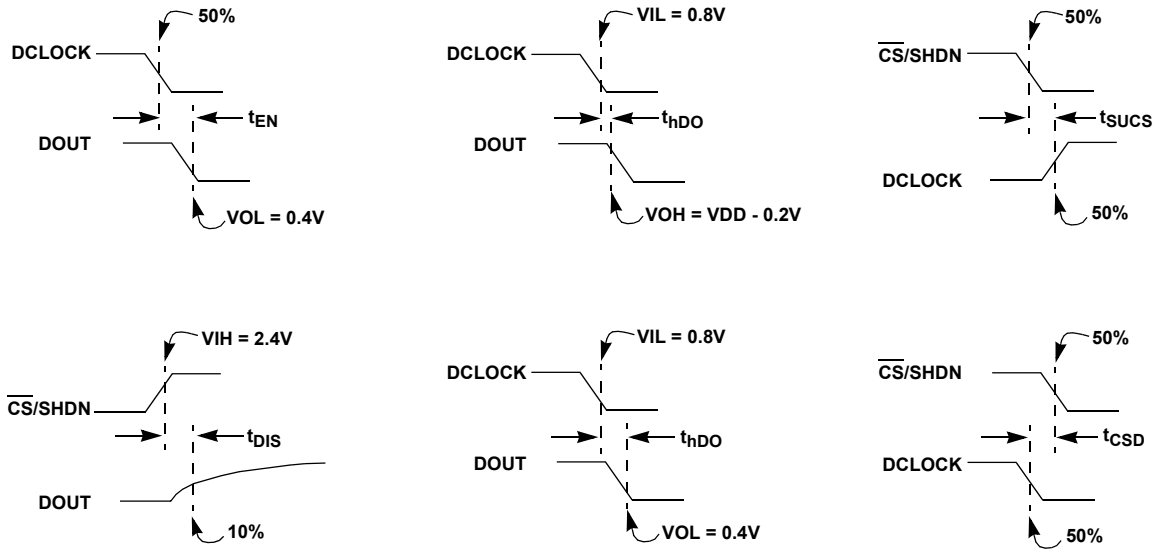 50%
DCLOCK
tEN
DOUT
VOL = 0.4V
VIL = 0.8V
DCLOCK
thDO
DOUT
VOH = VDD - 0.2V
50%
CS/SHDN
tSUCS
DCLOCK
50%
VIH = 2.4V
CS/SHDN
tDIS
DOUT
10%
VIL = 0.8V
DCLOCK
thDO
DOUT
VOL = 0.4V
50%
CS/SHDN
tCSD
DCLOCK
50%